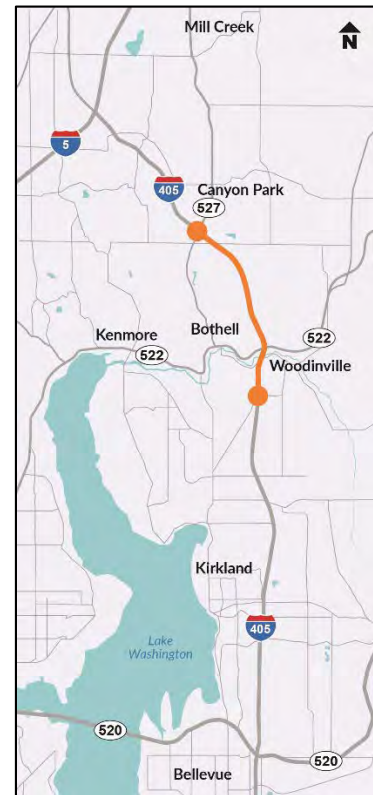 Mill Creek
N
5
405
Canyon Park
527
Kenmore
Bothell
522
522
Woodinville
Kirkland
405
Lake
Washington
520
520
Bellevue